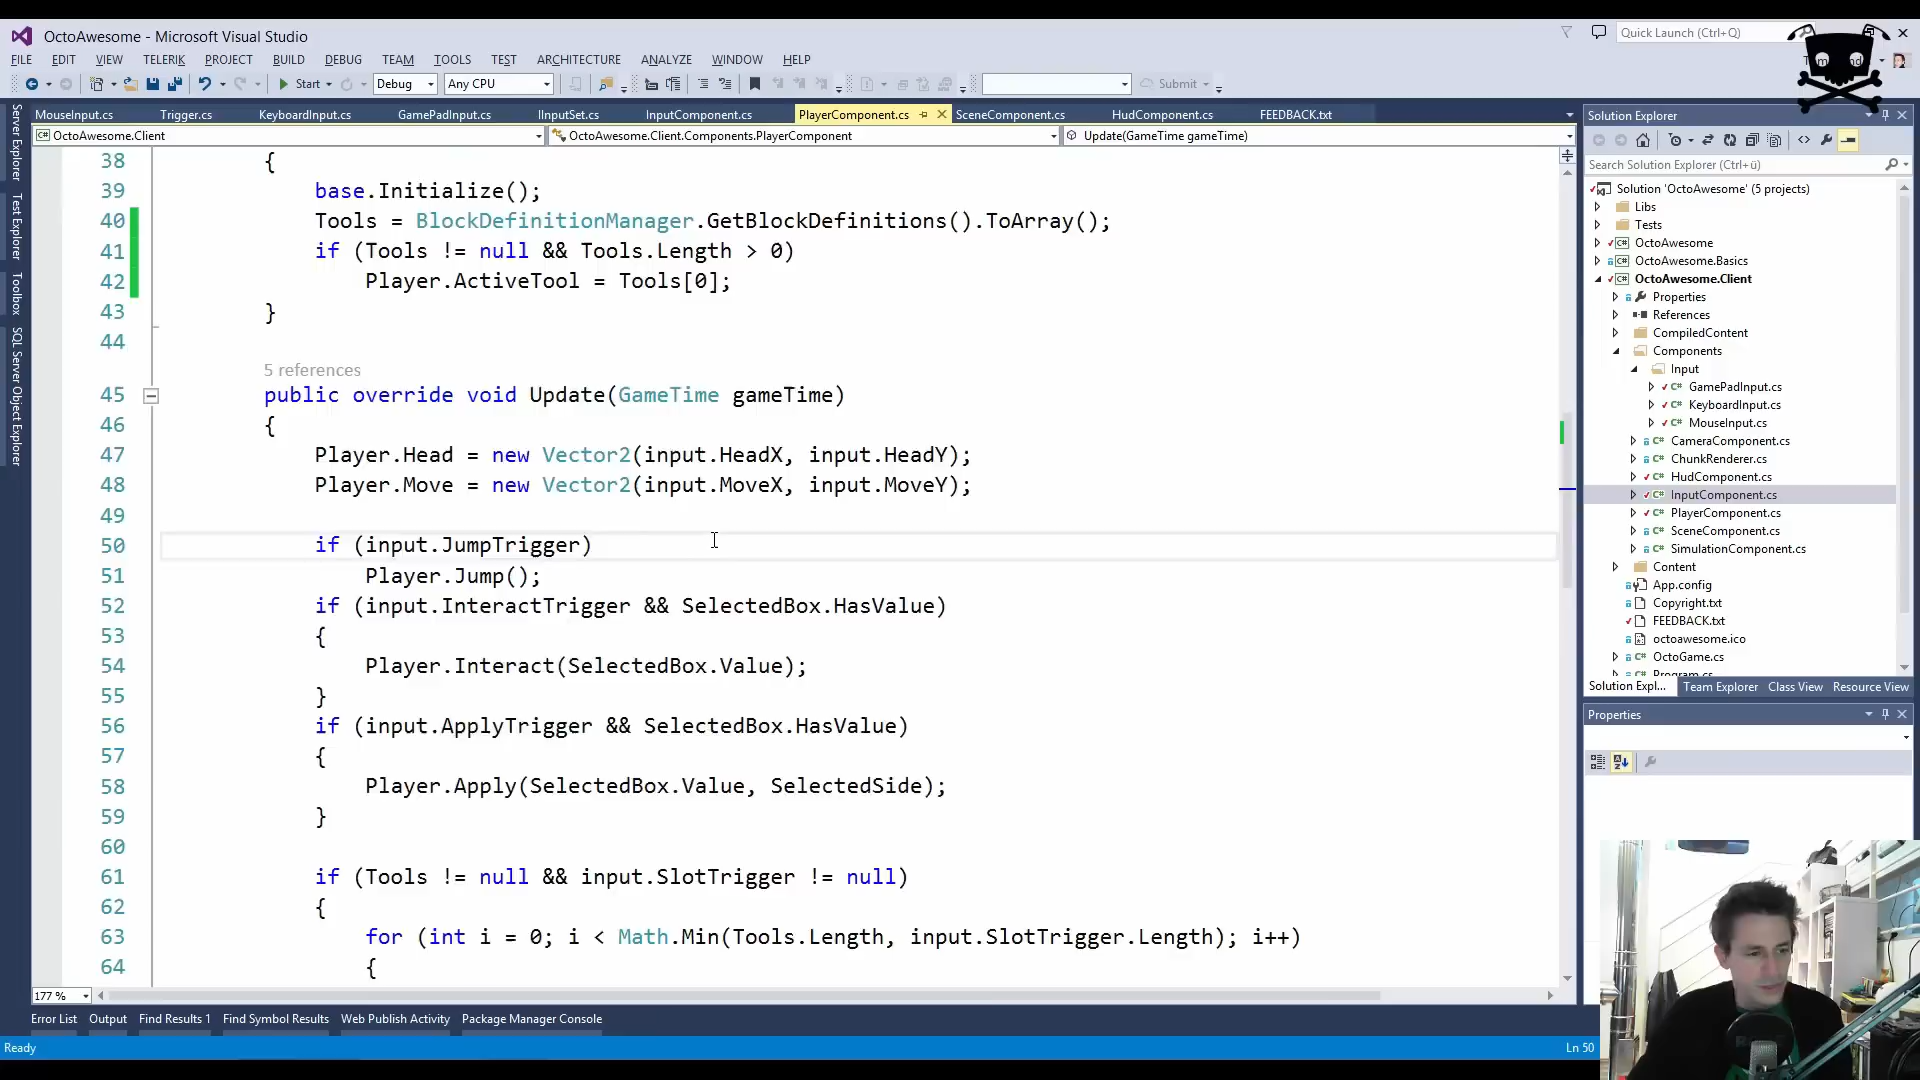 OctoAwesome - Microsoft Visual Studio
Quick Launch (Ctrl+Q)
FILE EDIT VIEW TELERIK PROJECT BUILD DEBUG TEAM TOOLS TEST ARCHITECTURE ANALYZE WINDOW HELP
Start Debug Any CPU Submit
MouseInput.cs Trigger.cs KeyboardInput.cs GamePadInput.cs IInputSet.cs InputComponent.cs PlayerComponent.cs SceneComponent.cs HudComponent.cs FEEDBACK.txt
OctoAwesome.Client OctoAwesome.Client.Components.PlayerComponent Update(GameTime gameTime)
Server Explorer
Test Explorer
Toolbox
SQL Server Object Explorer
38 {
39 base.Initialize();
40 Tools = BlockDefinitionManager.GetBlockDefinitions().ToArray();
41 if (Tools != null && Tools.Length > 0)
42 Player.ActiveTool = Tools[0];
43 }
44
5 references
45 public override void Update(GameTime gameTime)
46 {
47 Player.Head = new Vector2(input.HeadX, input.HeadY);
48 Player.Move = new Vector2(input.MoveX, input.MoveY);
49
50 if (input.JumpTrigger)
51 Player.Jump();
52 if (input.InteractTrigger && SelectedBox.HasValue)
53 {
54 Player.Interact(SelectedBox.Value);
55 }
56 if (input.ApplyTrigger && SelectedBox.HasValue)
57 {
58 Player.Apply(SelectedBox.Value, SelectedSide);
59 }
60
61 if (Tools != null && input.SlotTrigger != null)
62 {
63 for (int i = 0; i < Math.Min(Tools.Length, input.SlotTrigger.Length); i++)
64 {
177 %
Error List Output Find Results 1 Find Symbol Results Web Publish Activity Package Manager Console
Ready
Ln 50
Solution Explorer
Search Solution Explorer (Ctrl+ü)
Solution 'OctoAwesome' (5 projects)
Libs
Tests
OctoAwesome
OctoAwesome.Basics
OctoAwesome.Client
Properties
References
CompiledContent
Components
Input
GamePadInput.cs
KeyboardInput.cs
MouseInput.cs
CameraComponent.cs
ChunkRenderer.cs
HudComponent.cs
InputComponent.cs
PlayerComponent.cs
SceneComponent.cs
SimulationComponent.cs
Content
App.config
Copyright.txt
FEEDBACK.txt
octoawesome.ico
OctoGame.cs
Program.cs
Solution Expl... Team Explorer Class View Resource View
Properties